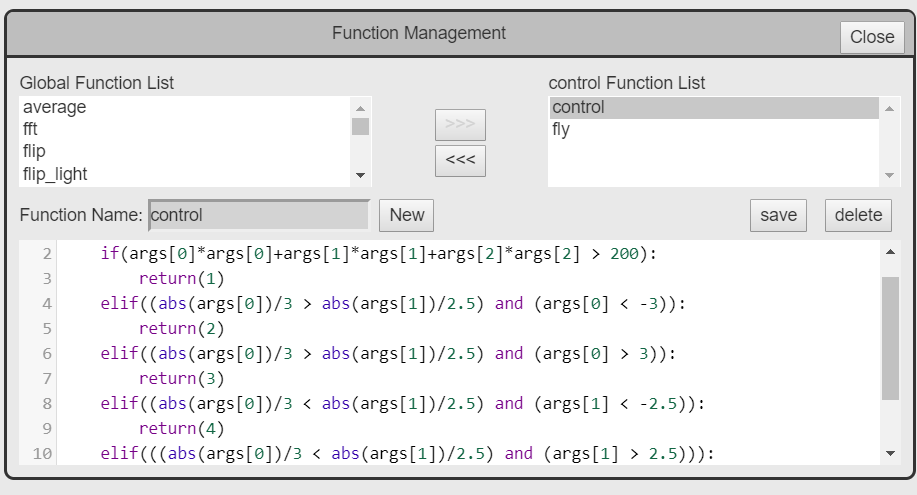 Function Management
Close
Global Function List
control Function List
average
fft
flip
flip_light
>>>
<<<
control
fly
Function Name: control New save delete
2 if(args[0]*args[0]+args[1]*args[1]+args[2]*args[2] > 200):
3 return(1)
4 elif((abs(args[0])/3 > abs(args[1])/2.5) and (args[0] < -3)):
5 return(2)
6 elif((abs(args[0])/3 > abs(args[1])/2.5) and (args[0] > 3)):
7 return(3)
8 elif((abs(args[0])/3 < abs(args[1])/2.5) and (args[1] < -2.5)):
9 return(4)
10 elif(((abs(args[0])/3 < abs(args[1])/2.5) and (args[1] > 2.5))):